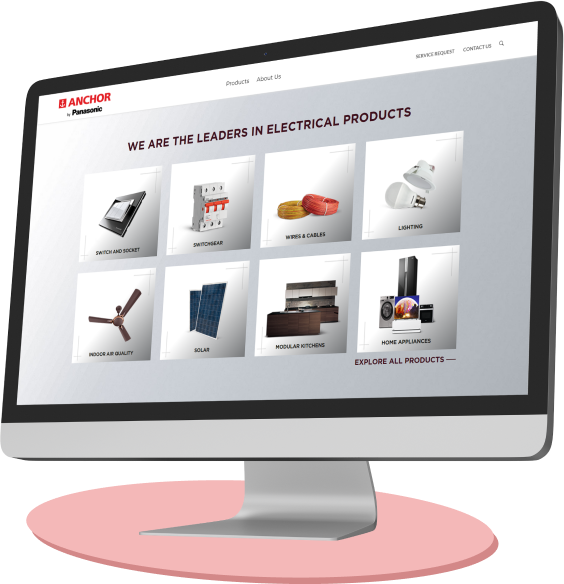 SERVICE REQUEST
CONTACT US
ANCHOR
by Panasonic
Products
About Us
WE ARE THE LEADERS IN ELECTRICAL PRODUCTS
SWITCH AND SOCKET
SWITCHGEAR
WIRES & CABLES
LIGHTING
INDOOR AIR QUALITY
SOLAR
MODULAR KITCHENS
HOME APPLIANCES
EXPLORE ALL PRODUCTS